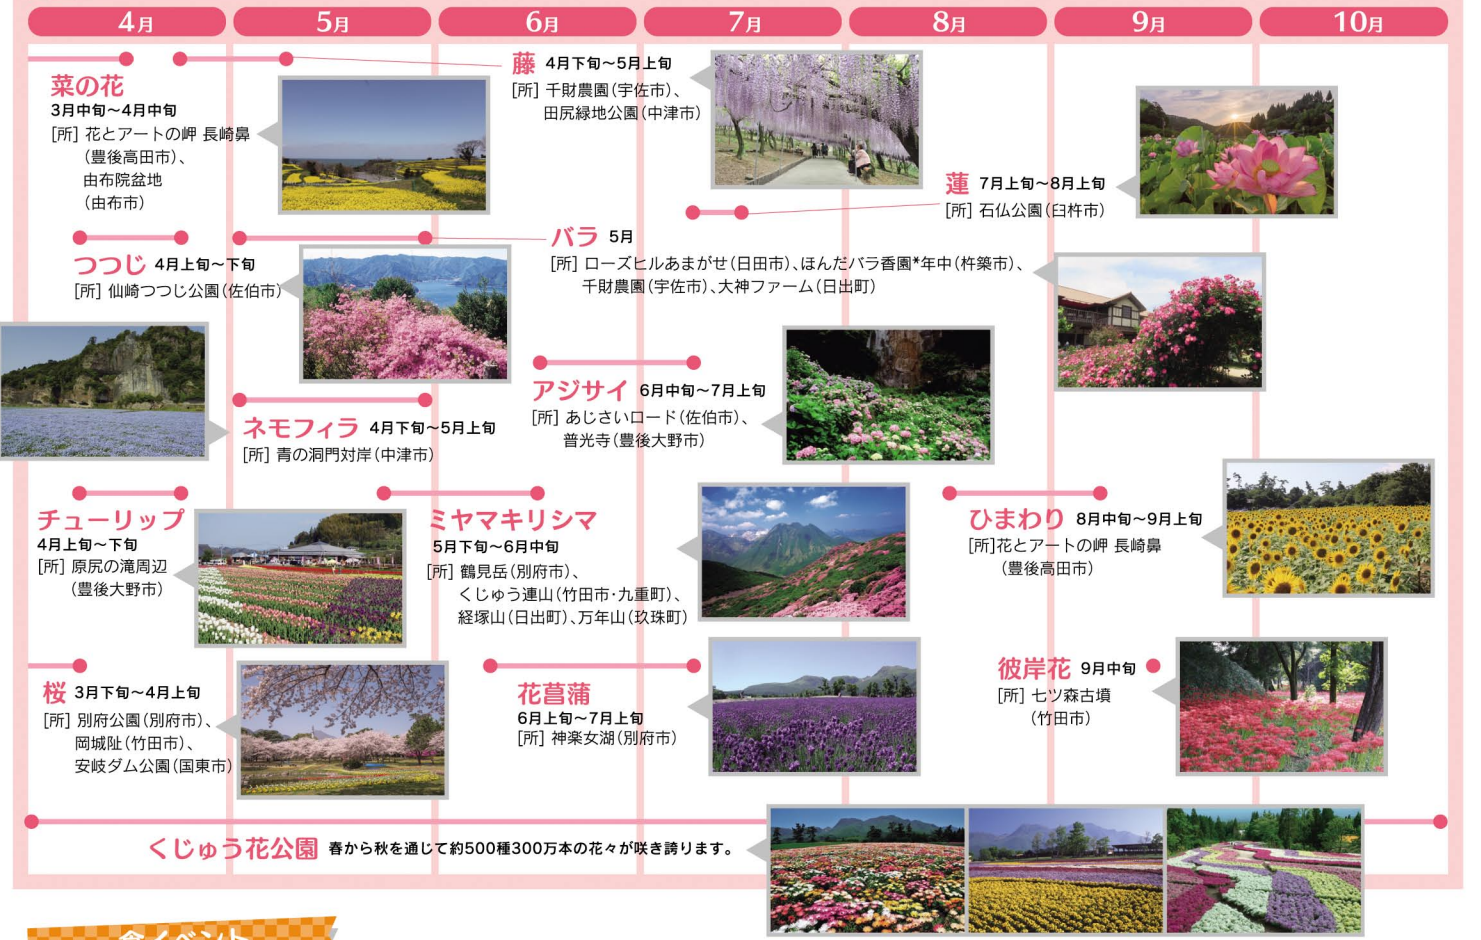 4月 5月 6月 7月 8月 9月 10月
菜の花
3月中旬～4月中旬
[所] 花とアートの岬 長崎鼻
(豊後高田市)、
由布院盆地
(由布市)
藤 4月下旬～5月上旬
[所] 千財農園(宇佐市)、
田尻緑地公園(中津市)
蓮 7月上旬～8月上旬
[所] 石仏公園(臼杵市)
つつじ 4月上旬～下旬
[所] 仙崎つつじ公園(佐伯市)
バラ 5月
[所] ローズヒルあまがせ(日田市)、ほんだバラ香園*年中(杵築市)、
千財農園(宇佐市)、大神ファーム(日出町)
アジサイ 6月中旬～7月上旬
[所] あじさいロード(佐伯市)、
普光寺(豊後大野市)
ネモフィラ 4月下旬～5月上旬
[所] 青の洞門対岸(中津市)
チューリップ
4月上旬～下旬
[所] 原尻の滝周辺
(豊後大野市)
ミヤマキリシマ
5月下旬～6月中旬
[所] 鶴見岳(別府市)、
くじゅう連山(竹田市・九重町)、
経塚山(日出町)、万年山(玖珠町)
ひまわり 8月中旬～9月上旬
[所]花とアートの岬 長崎鼻
(豊後高田市)
桜 3月下旬～4月上旬
[所] 別府公園(別府市)、
岡城阯(竹田市)、
安岐ダム公園(国東市)
花菖蒲
6月上旬～7月上旬
[所] 神楽女湖(別府市)
彼岸花 9月中旬
[所] 七ツ森古墳
(竹田市)
くじゅう花公園 春から秋を通じて約500種300万本の花々が咲き誇ります。
食イベント